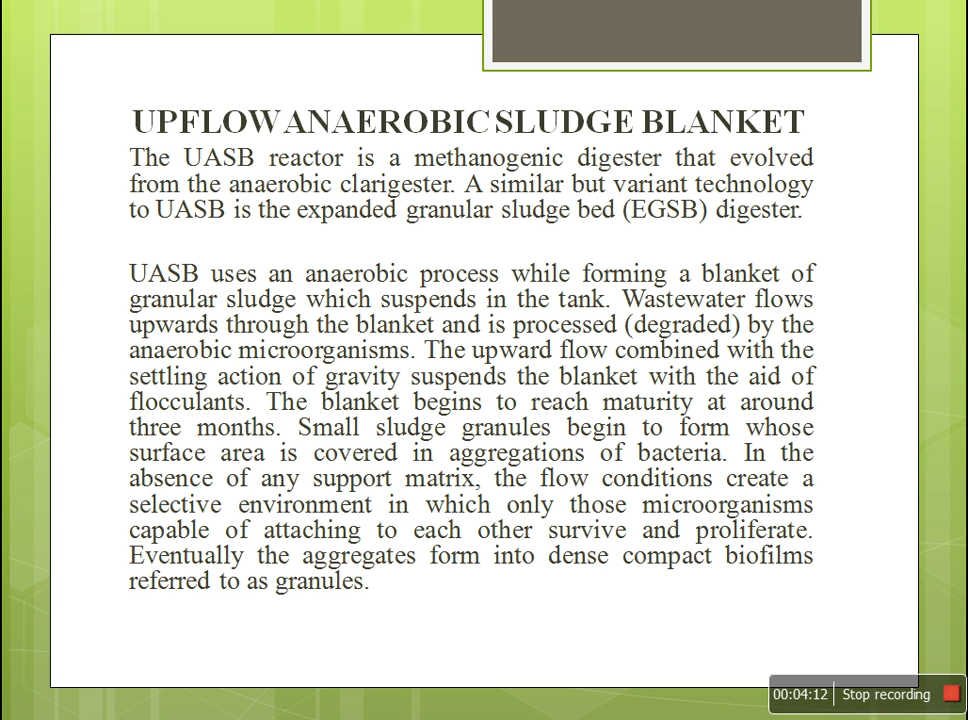 UPFLOW ANAEROBIC SLUDGE BLANKET
The UASB reactor is a methanogenic digester that evolved
from the anaerobic clarigester. A similar but variant technology
to UASB is the expanded granular sludge bed (EGSB) digester.
UASB uses an anaerobic process while forming a blanket of
granular sludge which suspends in the tank. Wastewater flows
upwards through the blanket and is processed (degraded) by the
anaerobic microorganisms. The upward flow combined with the
settling action of gravity suspends the blanket with the aid of
flocculants. The blanket begins to reach maturity at around
three months. Small sludge granules begin to form whose
surface area is covered in aggregations of bacteria. In the
absence of any support matrix, the flow conditions create a
selective environment in which only those microorganisms
capable of attaching to each other survive and proliferate.
Eventually the aggregates form into dense compact biofilms
referred to as granules.
00:04:12 Stop recording